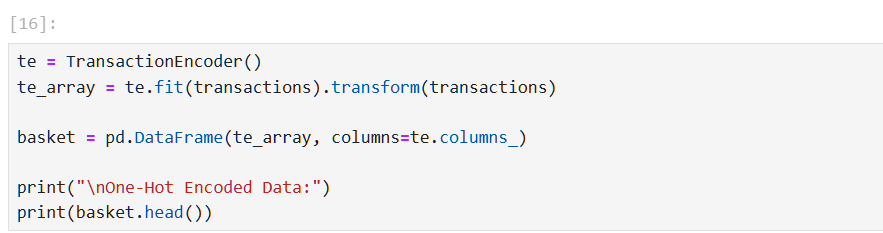 [16]:
te = TransactionEncoder()
te_array = te.fit(transactions).transform(transactions)
basket = pd.DataFrame(te_array, columns=te.columns_)
print("\nOne-Hot Encoded Data:")
print(basket.head())